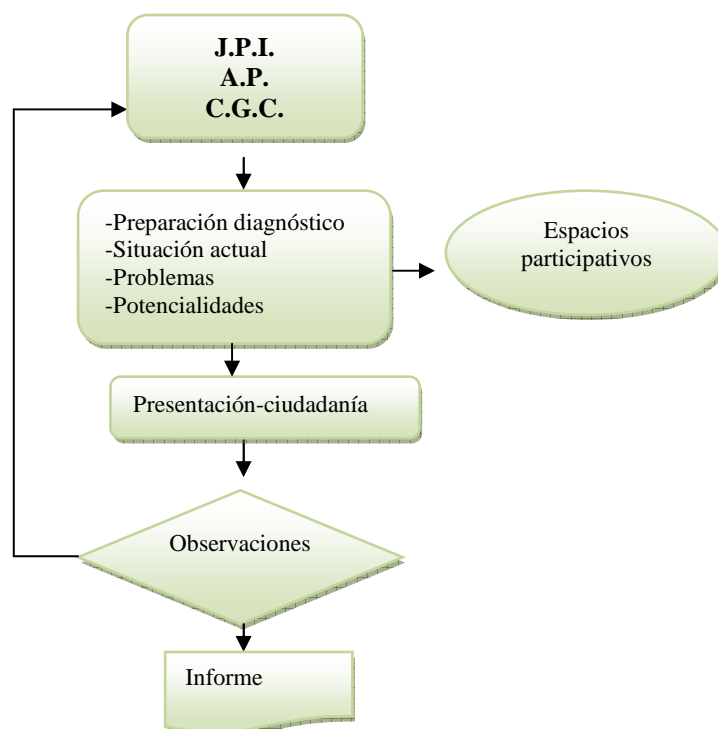 J.P.I.
A.P.
C.G.C.
-Preparación diagnóstico
-Situación actual
-Problemas
-Potencialidades
Espacios
participativos
Presentación-ciudadanía
Observaciones
Informe